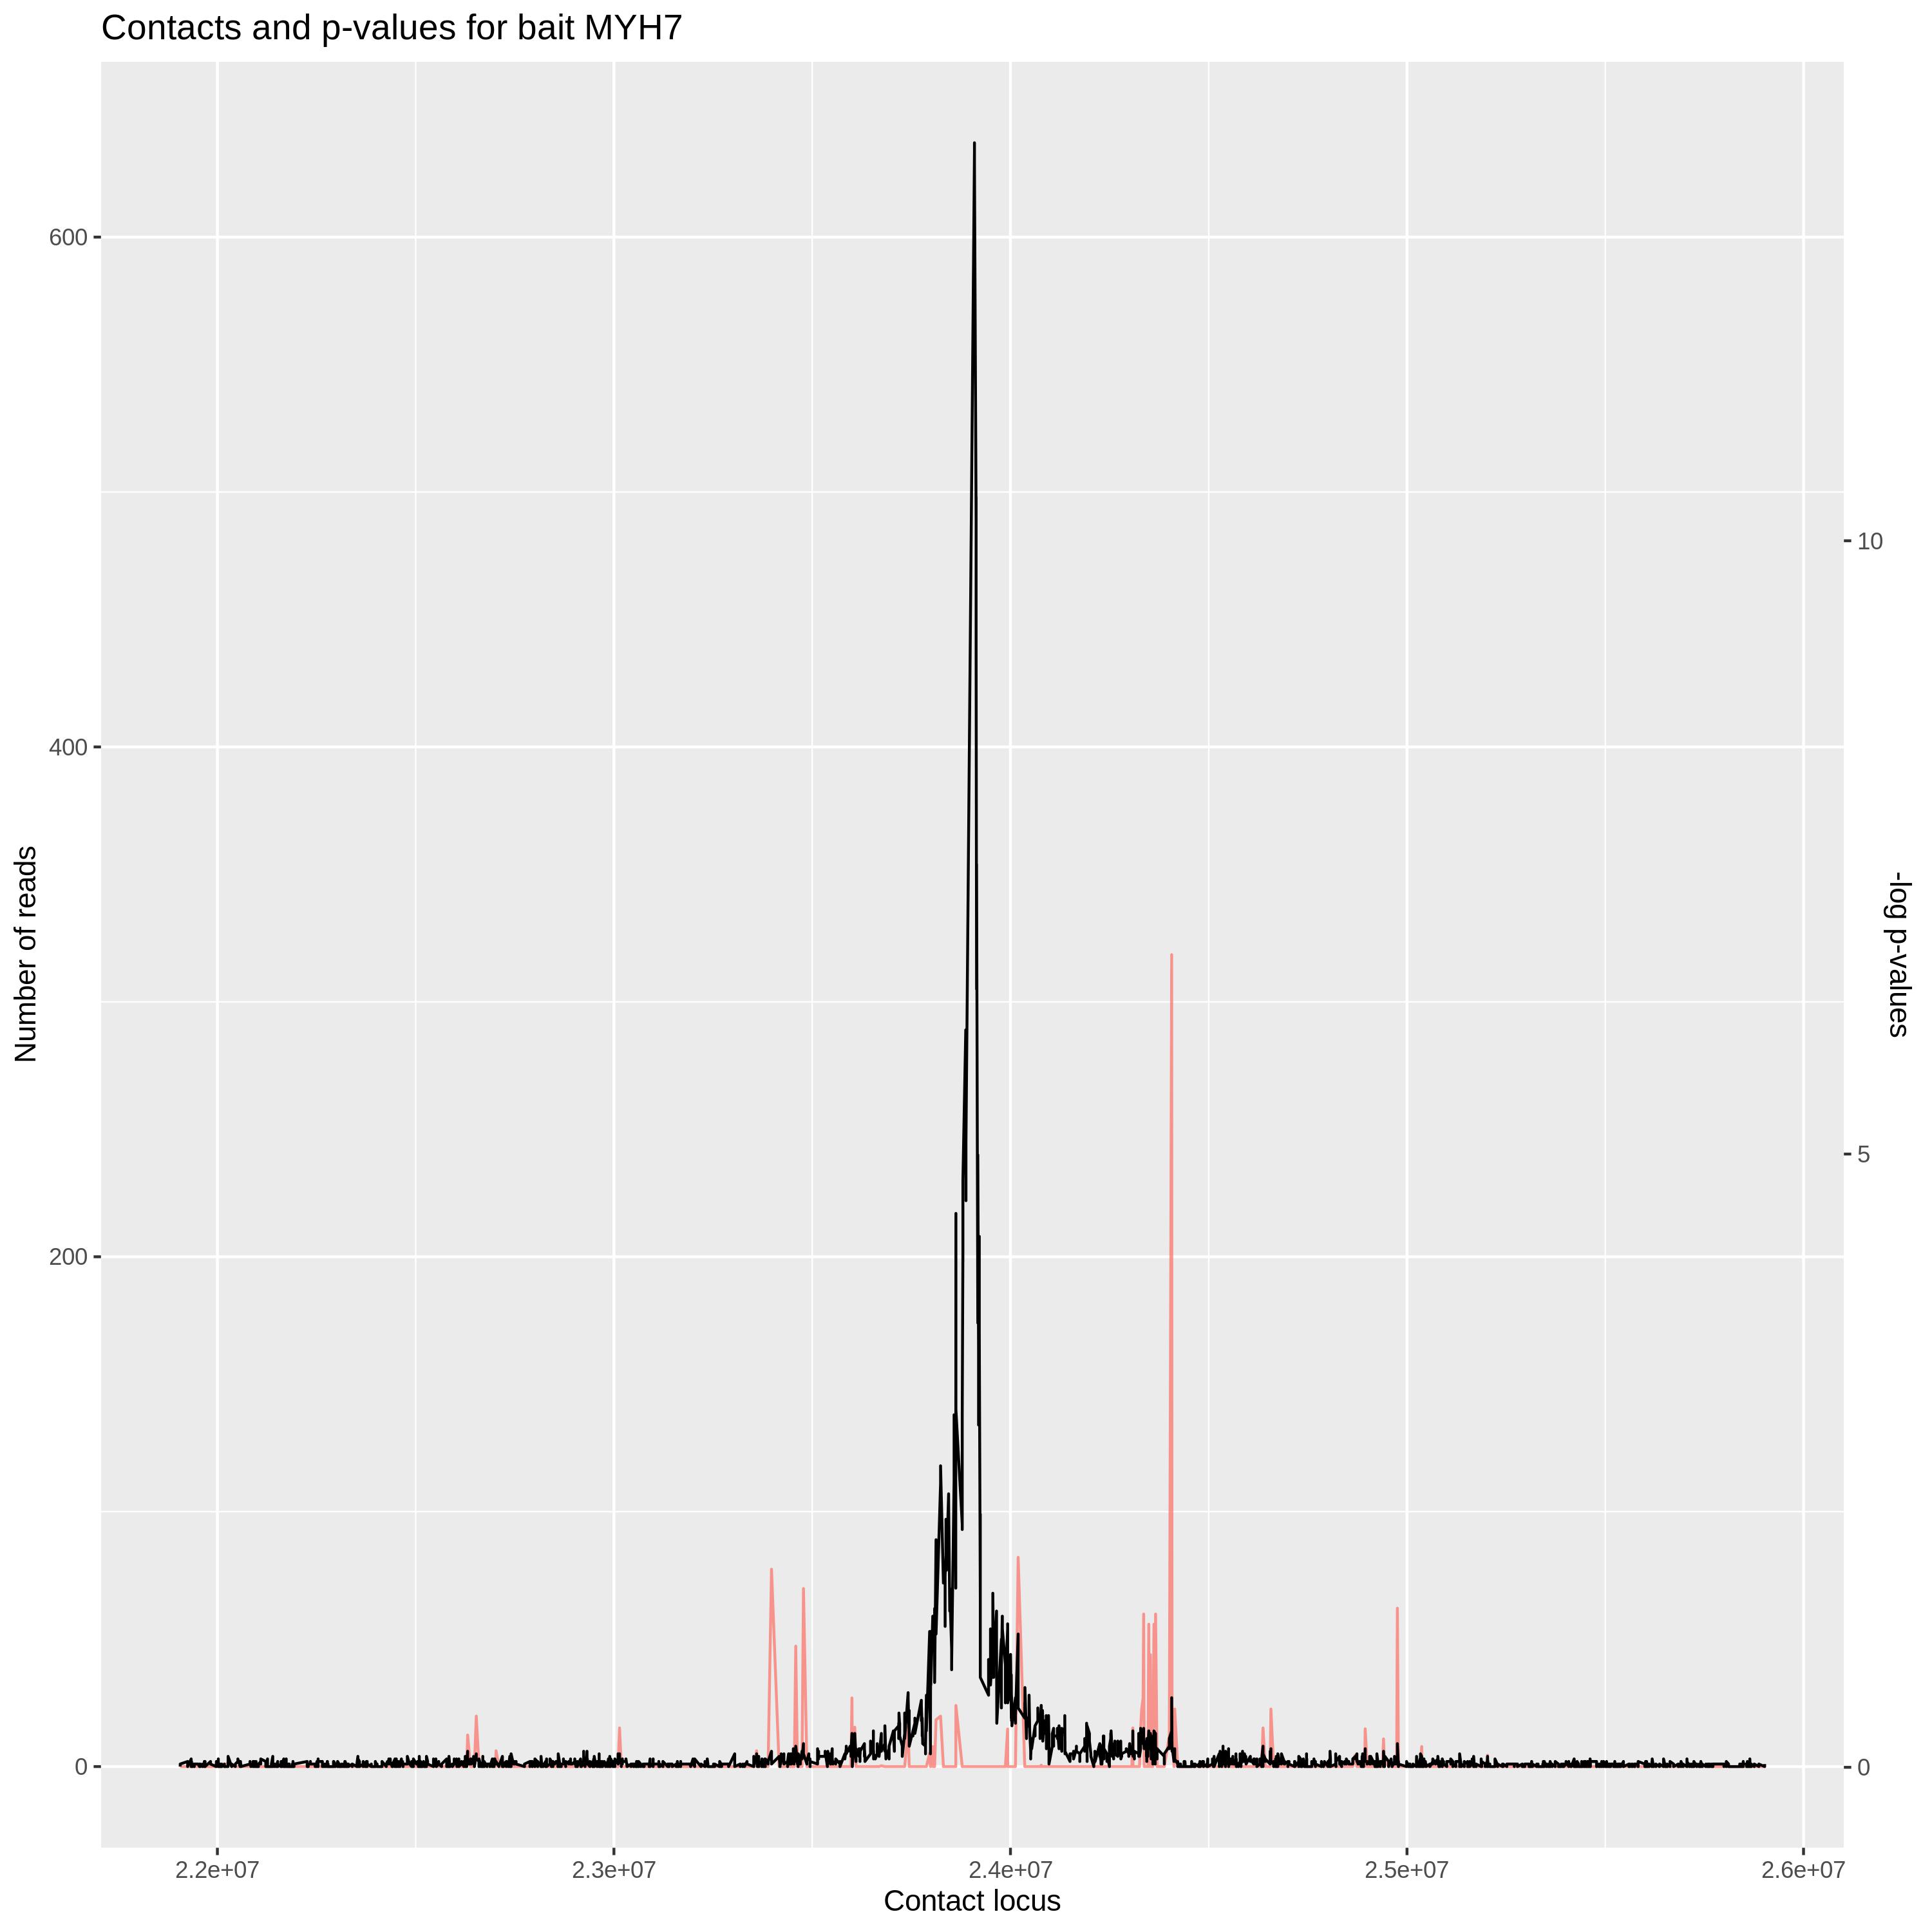 Contacts and p-values for bait MYH7
600
400
200
0
Number of reads
10
5
0
-log p-values
2.2e+07
2.3e+07
2.4e+07
2.5e+07
2.6e+07
Contact locus